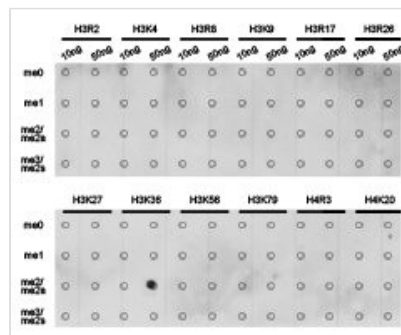 H3R2 H3K4 H3R8 H3K9 H3R17 H3R26
10ng 50ng 10ng 50ng 10ng 50ng 10ng 50ng 10ng 50ng 10ng 50ng
me0
me1
me2/
me2s
me3/
me2a
H3K27 H3K36 H3K56 H3K79 H4R3 H4K20
me0
me1
me2/
me2s
me3/
me2a